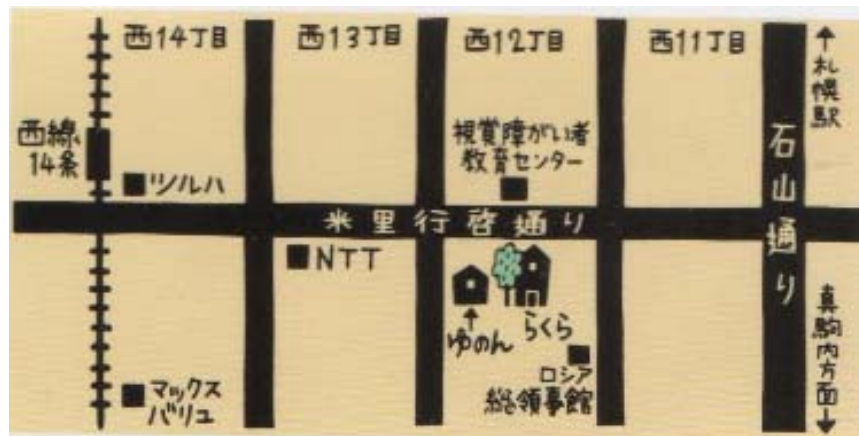 西14丁目
西13丁目
西12丁目
西11丁目
↑
札幌駅
西線
14条
視覚障がい者
教育センター
ツルハ
石山通り
米里行啓通り
NTT
ゆのん
らくら
ロシア
総領事館
マックス
バリュ
真駒内方面